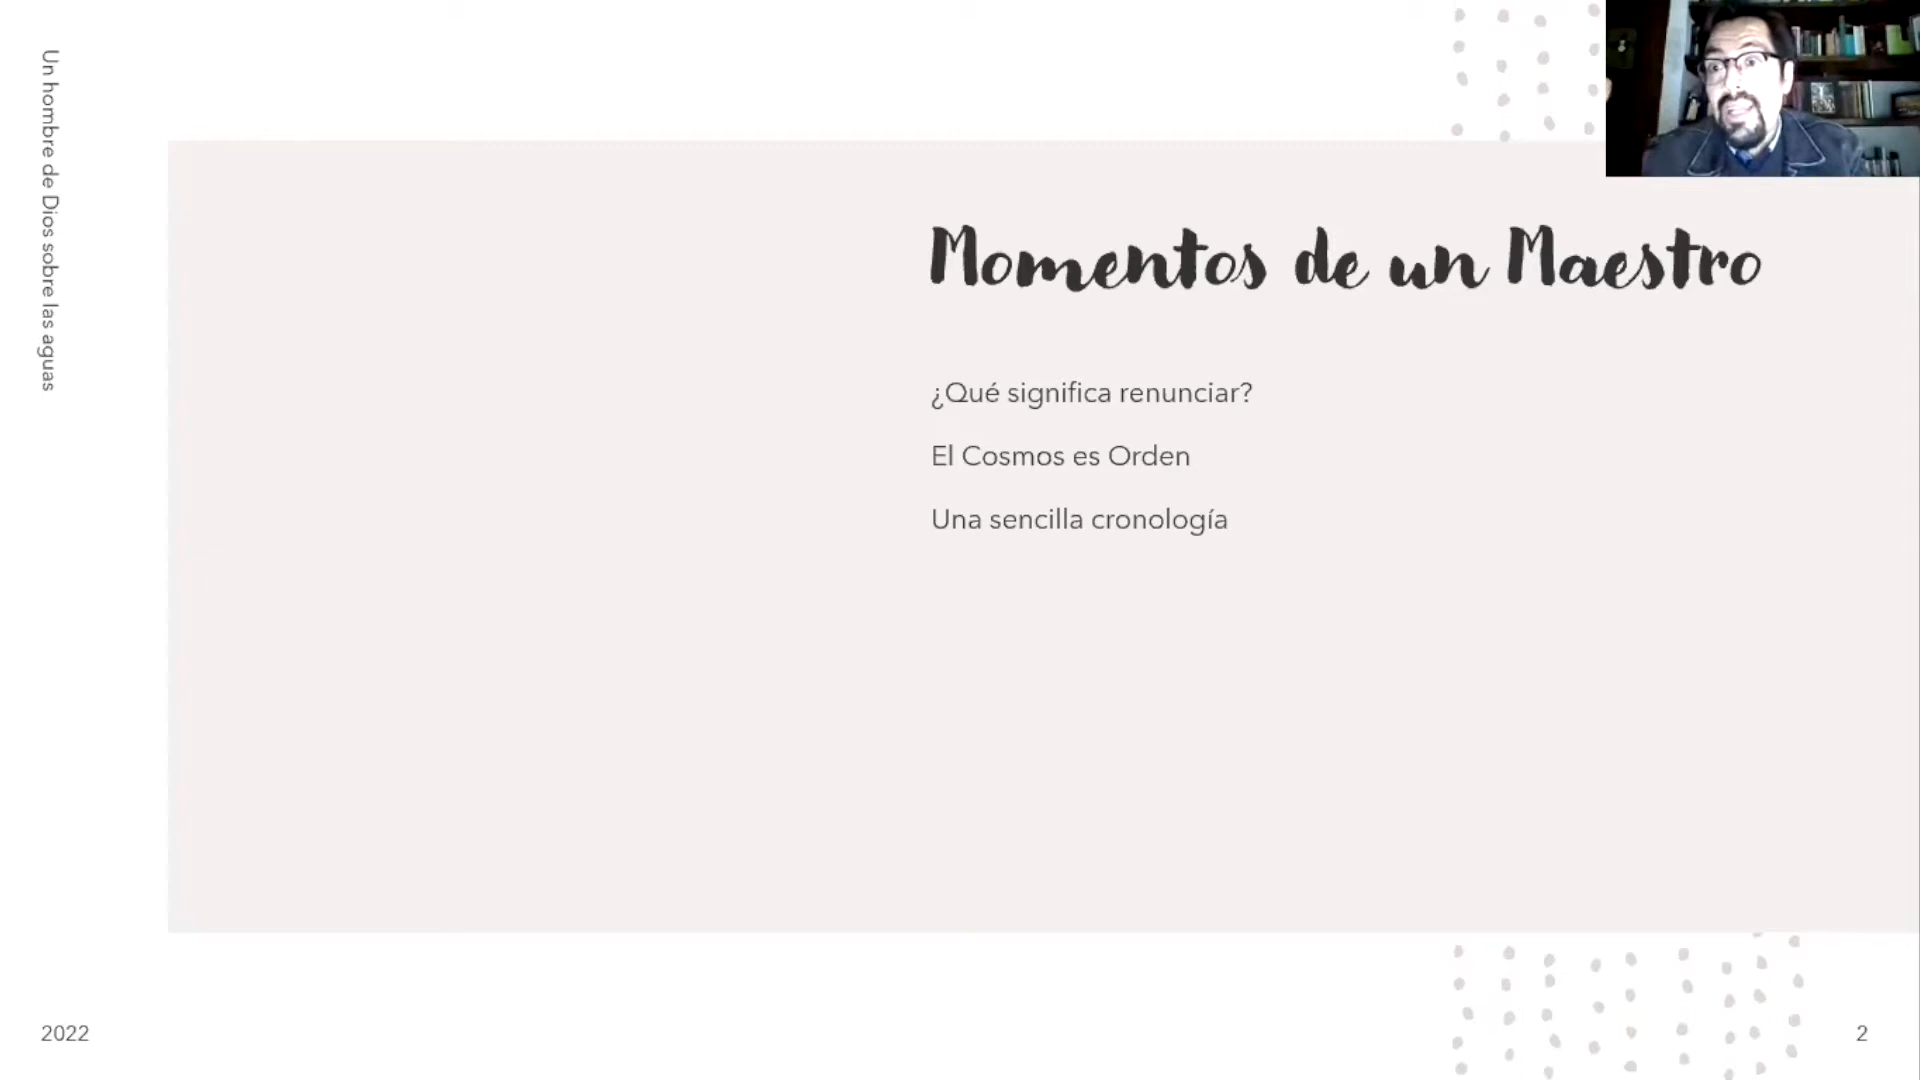 Un hombre de Dios sobre las aguas
Momentos de un Maestro
¿Qué significa renunciar?
El Cosmos es Orden
Una sencilla cronología
2022
2